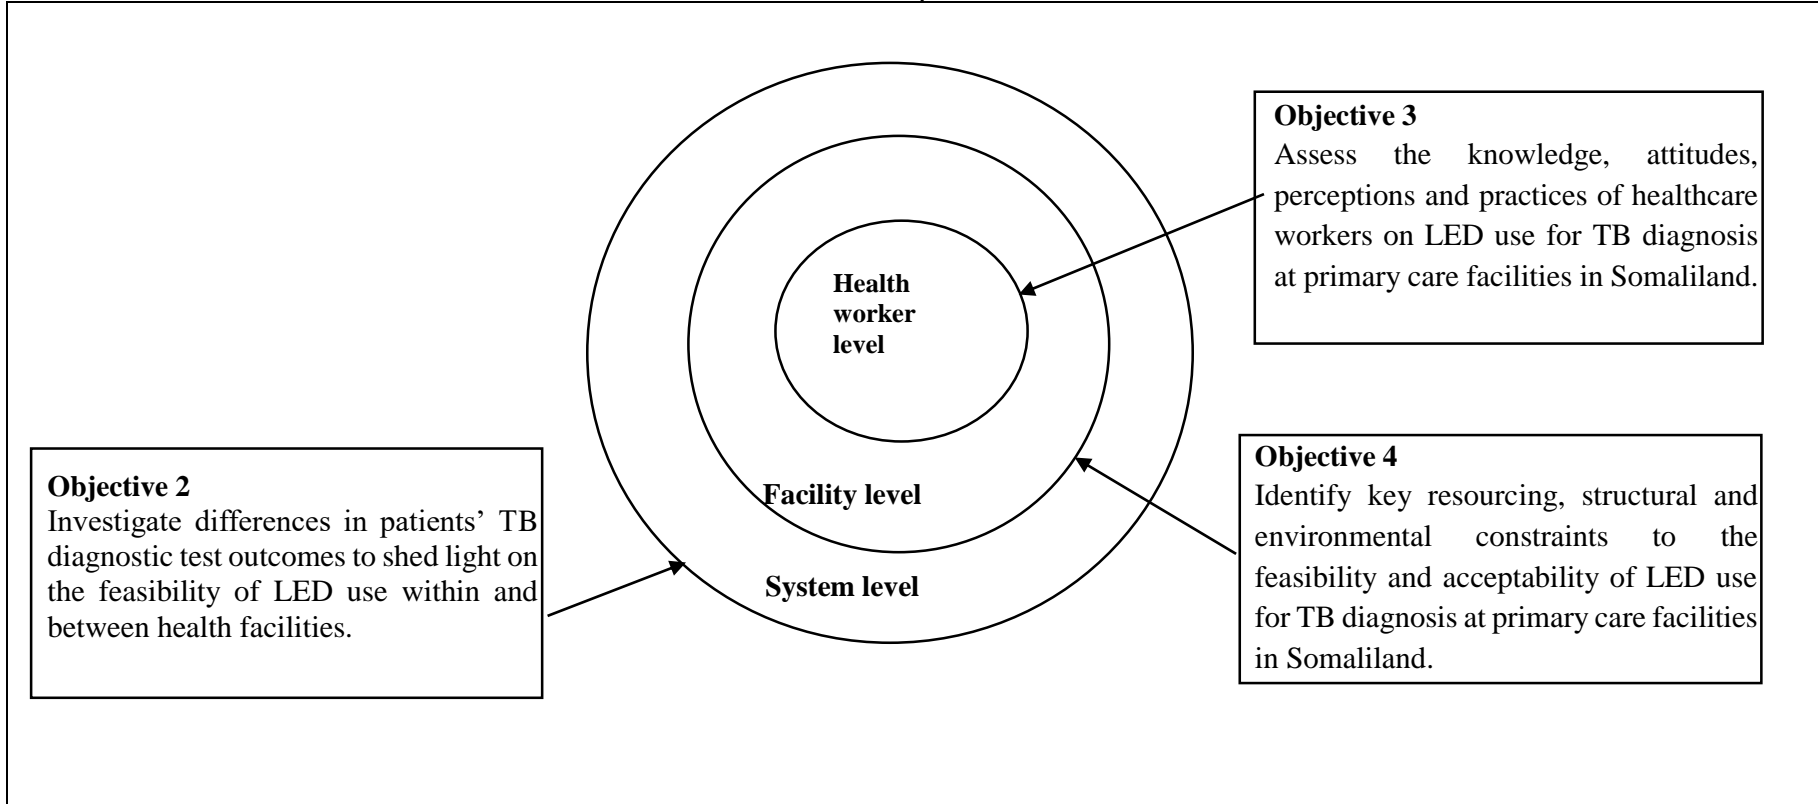 Objective 3
Assess the knowledge, attitudes,
perceptions and practices of healthcare
workers on LED use for TB diagnosis
at primary care facilities in Somaliland.
Health
worker
level
Facility level
System level
Objective 2
Investigate differences in patients’ TB
diagnostic test outcomes to shed light on
the feasibility of LED use within and
between health facilities.
Objective 4
Identify key resourcing, structural and
environmental constraints to the
feasibility and acceptability of LED use
for TB diagnosis at primary care facilities
in Somaliland.